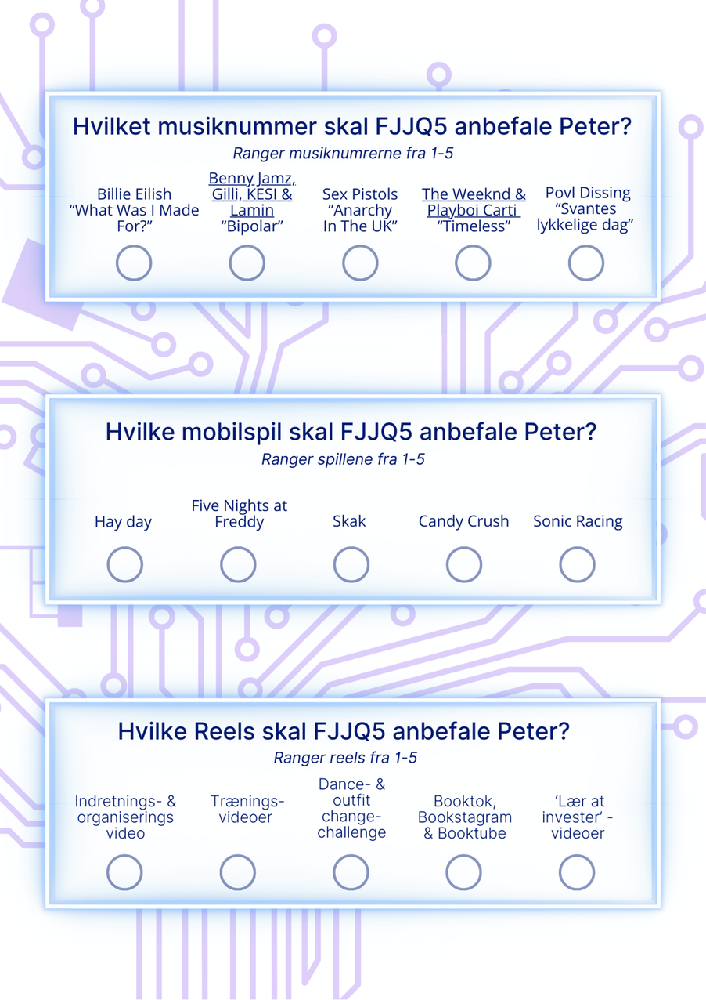 Hvilket musiknummer skal FJJQ5 anbefale Peter?
Ranger musiknumrerne fra 1-5
Billie Eilish
“What Was I Made
For?”
Benny Jamz,
Gilli, KESI &
Lamin
“Bipolar”
Sex Pistols
”Anarchy
In The UK”
The Weeknd &
Playboi Carti
“Timeless”
Povl Dissing
“Svantes
lykkelige dag”
Hvilke mobilspil skal FJJQ5 anbefale Peter?
Ranger spillene fra 1-5
Hay day
Five Nights at
Freddy
Skak
Candy Crush
Sonic Racing
Hvilke Reels skal FJJQ5 anbefale Peter?
Ranger reels fra 1-5
Indretnings- &
organiserings
video
Trænings-
videoer
Dance- &
outfit
change-
challenge
Booktok,
Bookstagram
& Booktube
‘Lær at
invester’ -
videoer